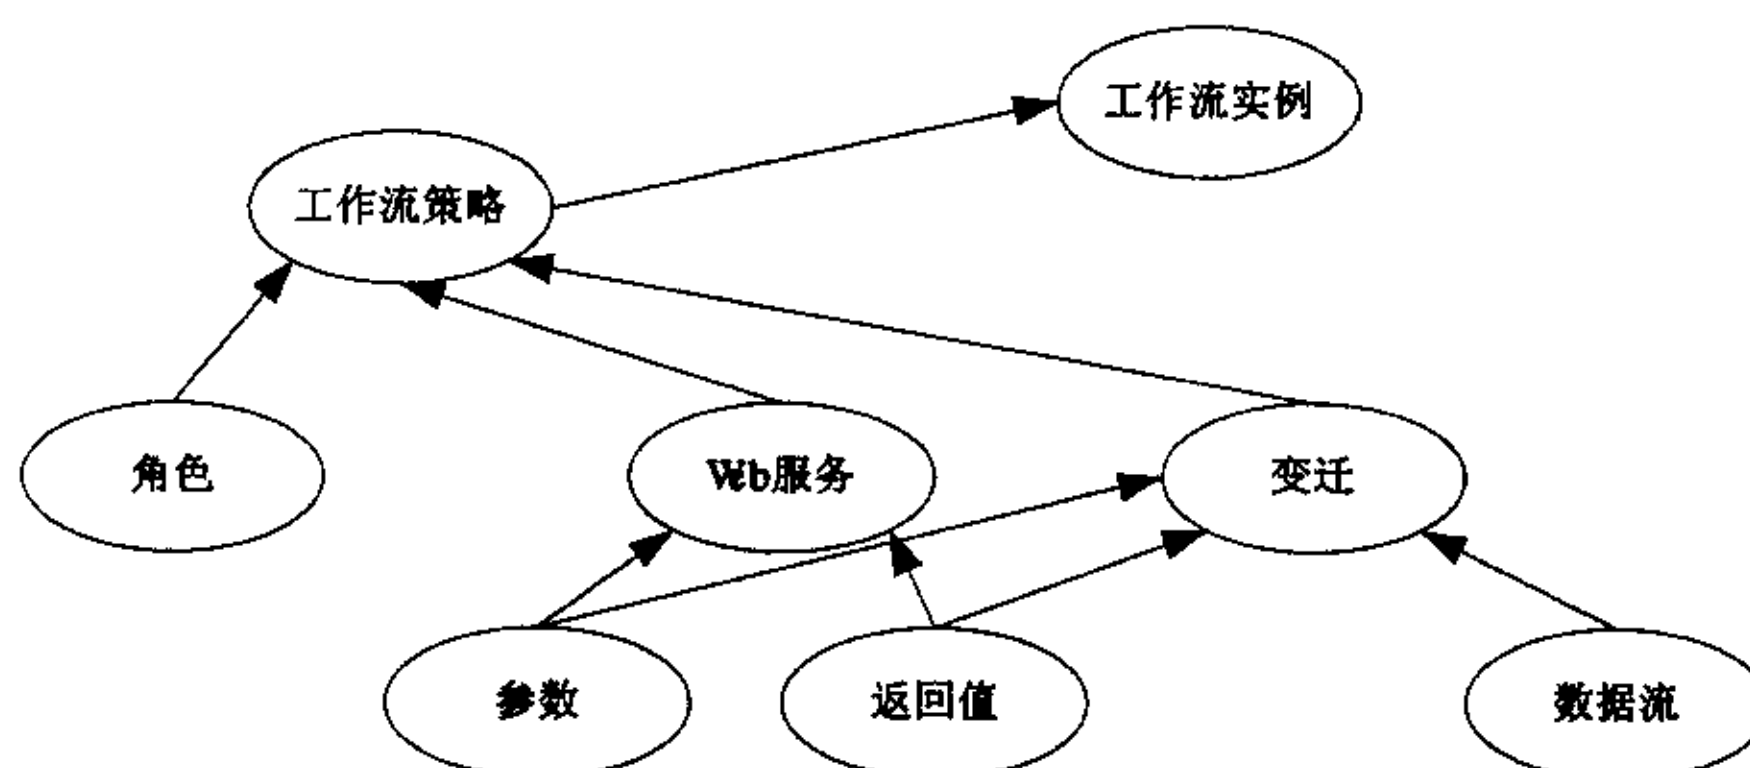 工作流实例
工作流策略
角色
Web服务
变迁
参数
返回值
数据流